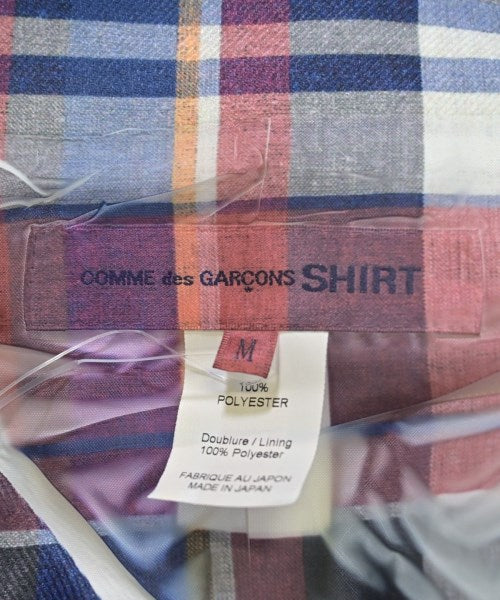 COMME des GARÇONS SHIRT
M
100%
POLYESTER
Doublure / Lining
100% Polyester
FABRIQUE AU JAPON
MADE IN JAPAN